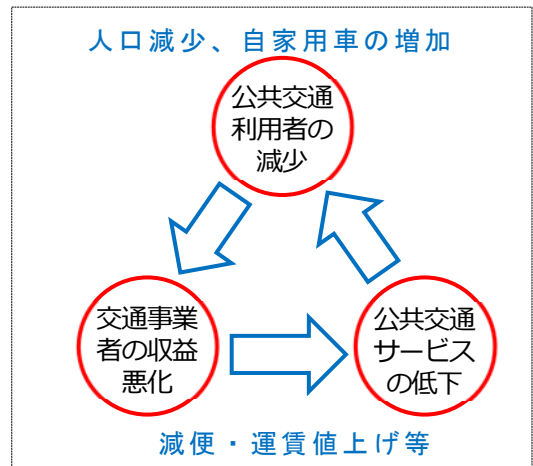 人口減少、自家用車の増加
公共交通
利用者の
減少
交通事業
者の収益
悪化
公共交通
サービス
の低下
減便・運賃値上げ等